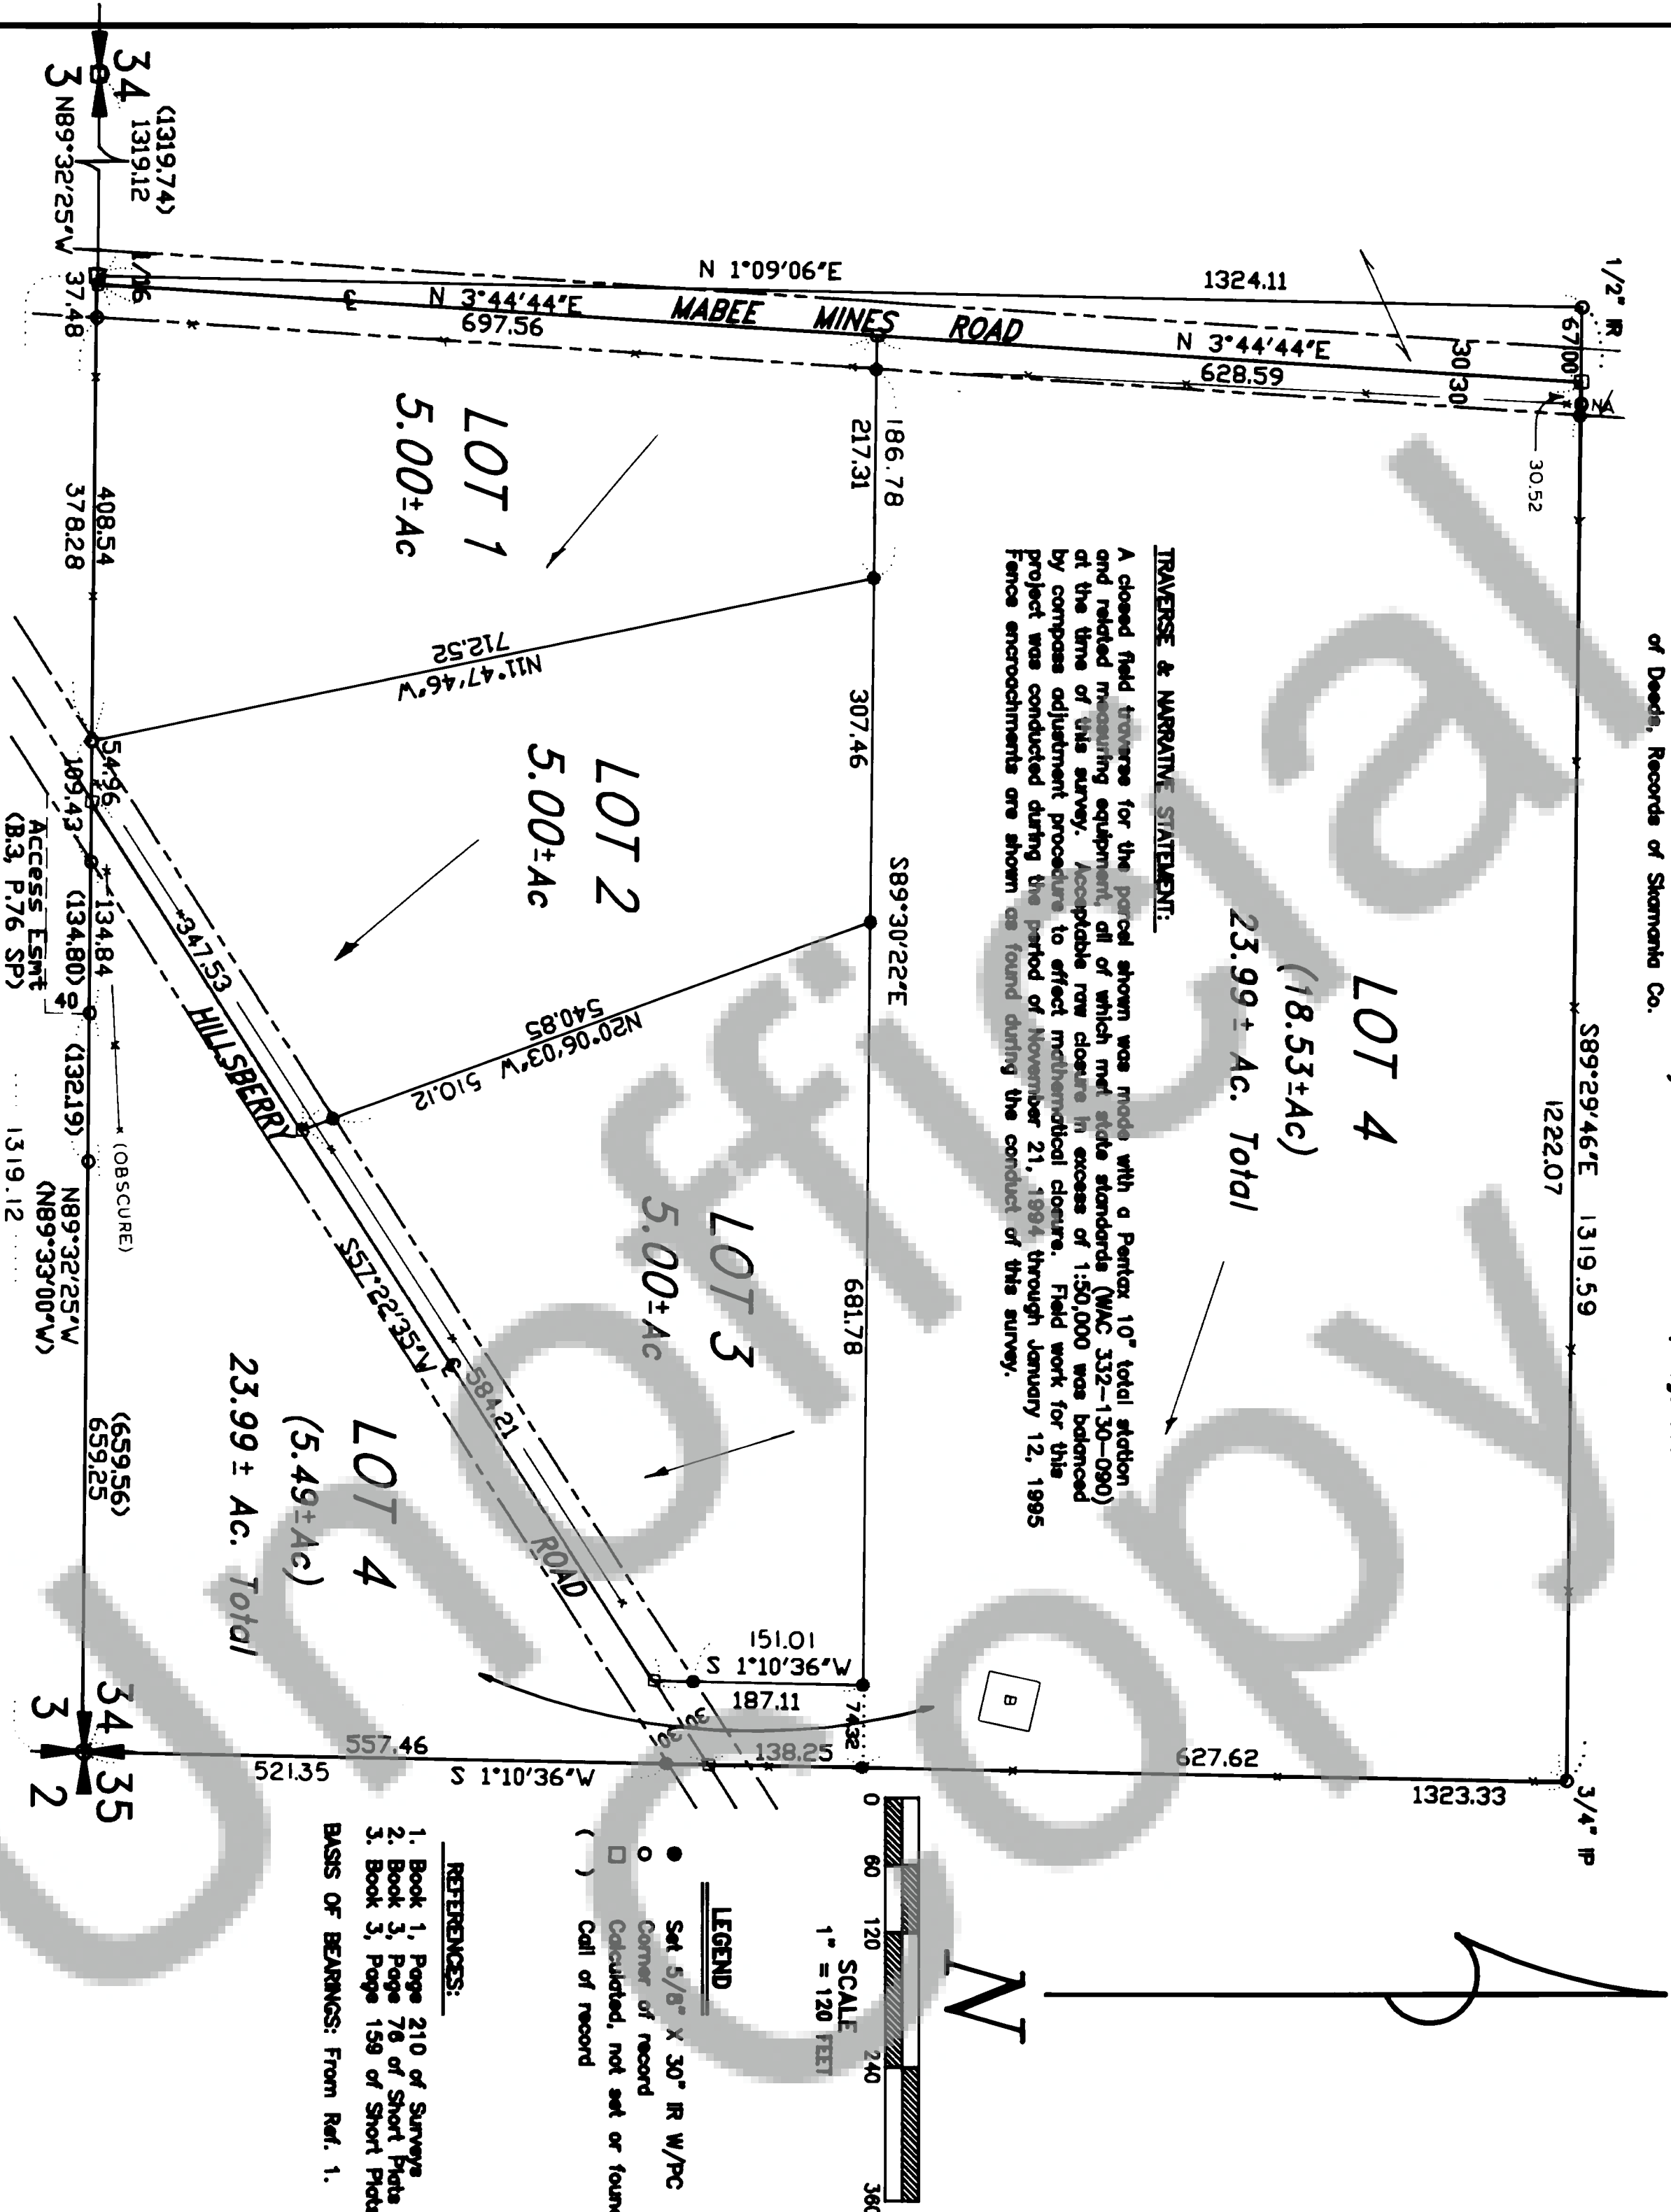 of Deeds, Records of Skamania Co.
1/2" IR
67.00
NA
30.52
30 30
S89°29'46"E 1319.59
1222.07
3/4" IP
N 1°09'06"E
1324.11
N 3°44'44"E
697.56
MABEE MINES ROAD
N 3°44'44"E
628.59
LOT 4
(18.53±Ac)
23.99 ± Ac. Total
TRAVERSE & NARRATIVE STATEMENT:
A closed field traverse for the parcel shown was made with a Pentax 10" total station
and related measuring equipment, all of which met state standards (WAC 332-130-090)
at the time of this survey. Acceptable raw closure in excess of 1:50,000 was balanced
by compass adjustment procedure to effect mathematical closure. Field work for this
project was conducted during the period of November 21, 1994 through January 12, 1995
Fence encroachments are shown as found during the conduct of this survey.
B
627.62
1323.33
186.78
217.31
307.46
S89°30'22"E
681.78
74.32
138.25
LOT 1
5.00±Ac
N11°47'46"W
712.52
LOT 2
5.00±Ac
N20°06'03"W 510.12
540.85
LOT 3
5.00±Ac
151.01
S 1°10'36"W
187.11
30 30
347.53
HILLSBERRY
S57°22'35"W
584.21
ROAD
LOT 4
(5.49±Ac)
23.99 ± Ac. Total
557.46
521.35
S 1°10'36"W
(1319.74)
1319.12
34
3
N89°32'25"W
1/16
37.48
408.54
378.28
54.96
109.43
134.84
(134.80)
(132.19)
(OBSCURE)
Access Esmt
(B.3, P.76 SP)
40
N89°32'25"W
(N89°33'00"W)
1319.12
(659.56)
659.25
34 35
3 2
N
SCALE
1" = 120 FEET
0 60 120 240 360
LEGEND
Set 5/8" X 30" IR W/PC
Corner of record
Calculated, not set or found
( ) Call of record
REFERENCES:
1. Book 1, Page 210 of Surveys
2. Book 3, Page 76 of Short Plats
3. Book 3, Page 159 of Short Plats
BASIS OF BEARINGS: From Ref. 1.
Unofficial
Copy